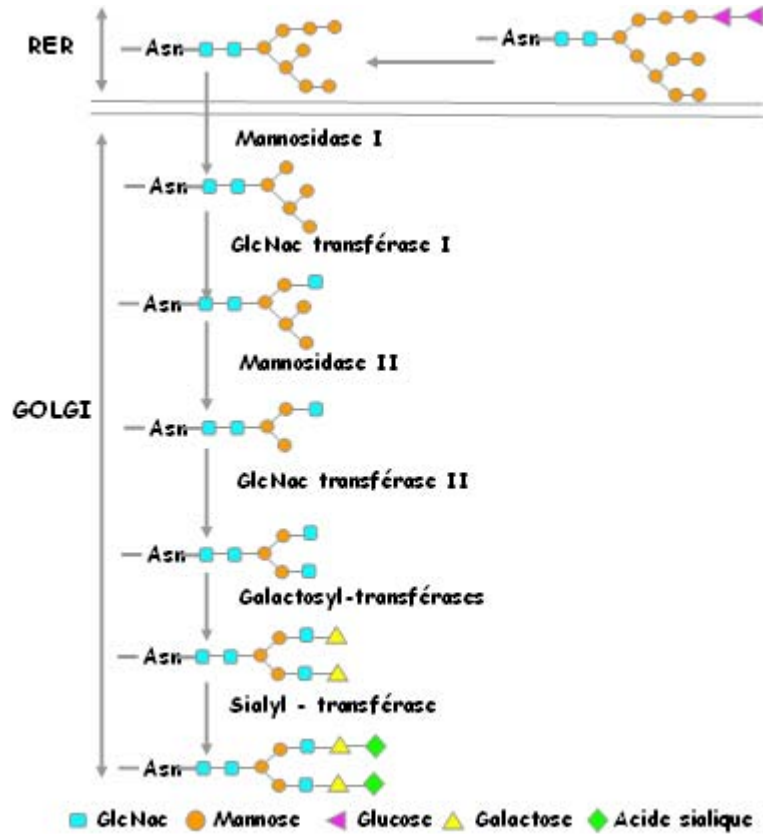 RER
Asn
Asn
Mannosidase I
Asn
GlcNac transférase I
Asn
Mannosidase II
GOLGI
Asn
GlcNac transférase II
Asn
Galactosyl-transférases
Asn
Sialyl - transférase
Asn
GlcNac Mannose Glucose Galactose Acide sialique